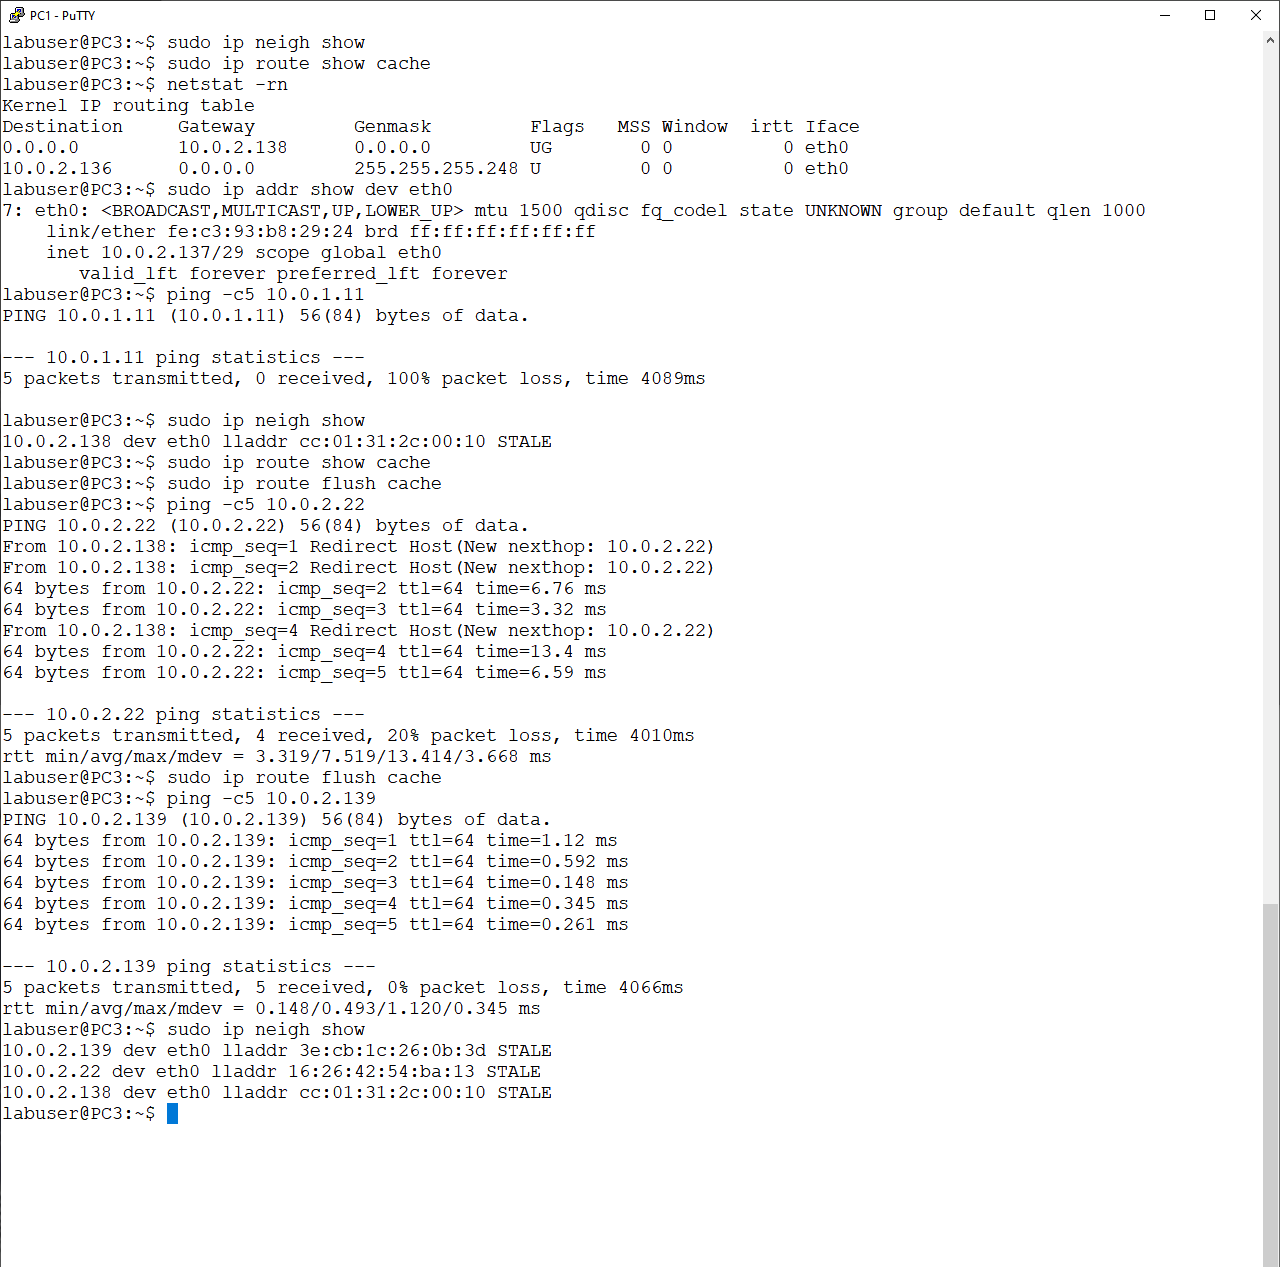 PC1 - PuTTY
labuser@PC3:~$ sudo ip neigh show
labuser@PC3:~$ sudo ip route show cache
labuser@PC3:~$ netstat -rn
Kernel IP routing table
Destination     Gateway         Genmask         Flags   MSS Window  irtt Iface
0.0.0.0         10.0.2.138      0.0.0.0         UG        0 0          0 eth0
10.0.2.136      0.0.0.0         255.255.255.248 U         0 0          0 eth0
labuser@PC3:~$ sudo ip addr show dev eth0
7: eth0: <BROADCAST,MULTICAST,UP,LOWER_UP> mtu 1500 qdisc fq_codel state UNKNOWN group default qlen 1000
    link/ether fe:c3:93:b8:29:24 brd ff:ff:ff:ff:ff:ff
    inet 10.0.2.137/29 scope global eth0
       valid_lft forever preferred_lft forever
labuser@PC3:~$ ping -c5 10.0.1.11
PING 10.0.1.11 (10.0.1.11) 56(84) bytes of data.

--- 10.0.1.11 ping statistics ---
5 packets transmitted, 0 received, 100% packet loss, time 4089ms

labuser@PC3:~$ sudo ip neigh show
10.0.2.138 dev eth0 lladdr cc:01:31:2c:00:10 STALE
labuser@PC3:~$ sudo ip route show cache
labuser@PC3:~$ sudo ip route flush cache
labuser@PC3:~$ ping -c5 10.0.2.22
PING 10.0.2.22 (10.0.2.22) 56(84) bytes of data.
From 10.0.2.138: icmp_seq=1 Redirect Host(New nexthop: 10.0.2.22)
From 10.0.2.138: icmp_seq=2 Redirect Host(New nexthop: 10.0.2.22)
64 bytes from 10.0.2.22: icmp_seq=2 ttl=64 time=6.76 ms
64 bytes from 10.0.2.22: icmp_seq=3 ttl=64 time=3.32 ms
From 10.0.2.138: icmp_seq=4 Redirect Host(New nexthop: 10.0.2.22)
64 bytes from 10.0.2.22: icmp_seq=4 ttl=64 time=13.4 ms
64 bytes from 10.0.2.22: icmp_seq=5 ttl=64 time=6.59 ms

--- 10.0.2.22 ping statistics ---
5 packets transmitted, 4 received, 20% packet loss, time 4010ms
rtt min/avg/max/mdev = 3.319/7.519/13.414/3.668 ms
labuser@PC3:~$ sudo ip route flush cache
labuser@PC3:~$ ping -c5 10.0.2.139
PING 10.0.2.139 (10.0.2.139) 56(84) bytes of data.
64 bytes from 10.0.2.139: icmp_seq=1 ttl=64 time=1.12 ms
64 bytes from 10.0.2.139: icmp_seq=2 ttl=64 time=0.592 ms
64 bytes from 10.0.2.139: icmp_seq=3 ttl=64 time=0.148 ms
64 bytes from 10.0.2.139: icmp_seq=4 ttl=64 time=0.345 ms
64 bytes from 10.0.2.139: icmp_seq=5 ttl=64 time=0.261 ms

--- 10.0.2.139 ping statistics ---
5 packets transmitted, 5 received, 0% packet loss, time 4066ms
rtt min/avg/max/mdev = 0.148/0.493/1.120/0.345 ms
labuser@PC3:~$ sudo ip neigh show
10.0.2.139 dev eth0 lladdr 3e:cb:1c:26:0b:3d STALE
10.0.2.22 dev eth0 lladdr 16:26:42:54:ba:13 STALE
10.0.2.138 dev eth0 lladdr cc:01:31:2c:00:10 STALE
labuser@PC3:~$